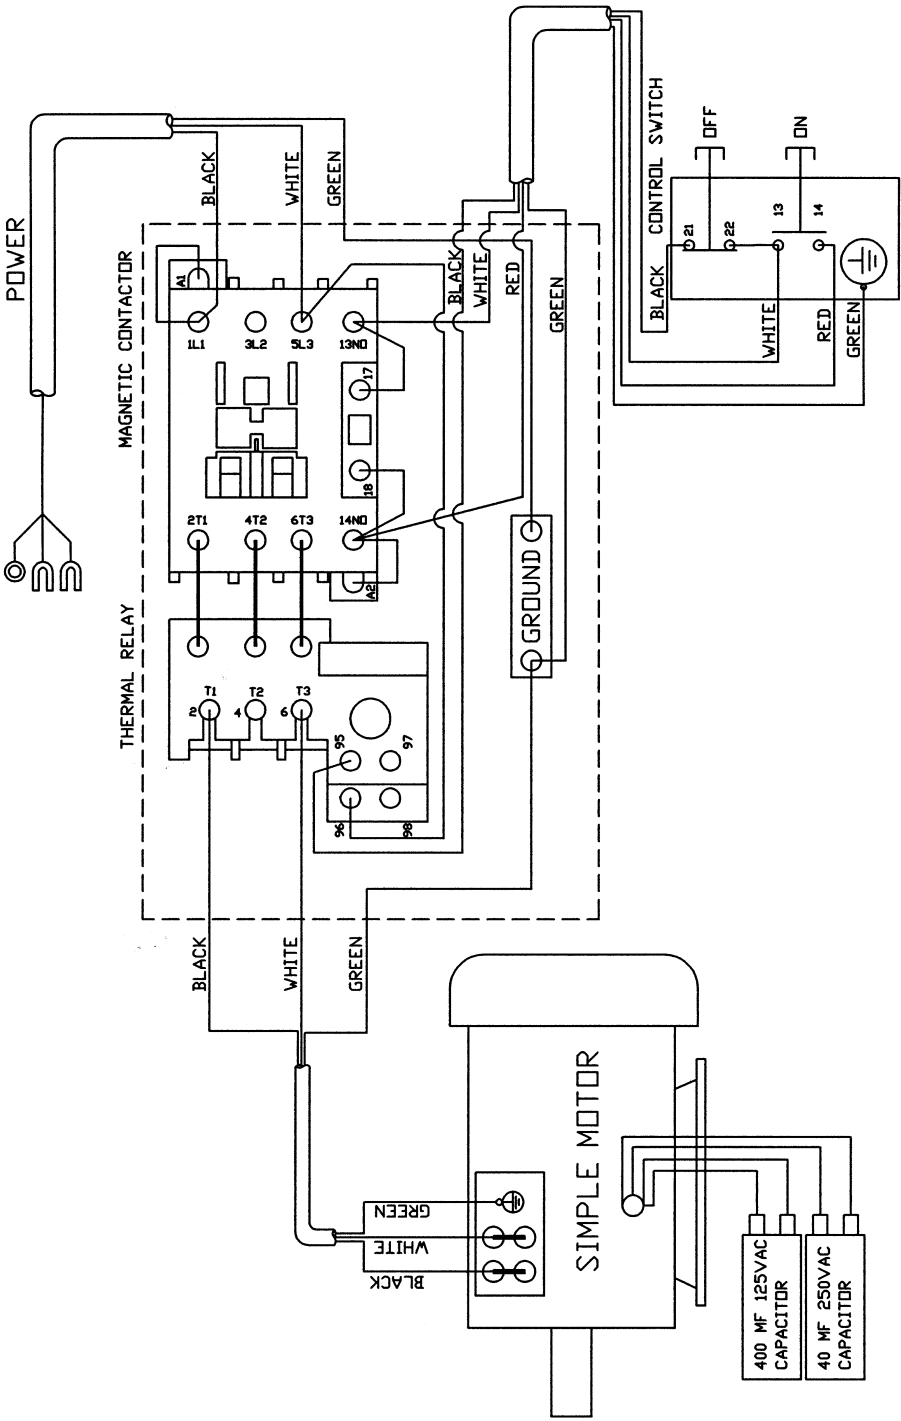 POWER
BLACK
WHITE
GREEN
CONTROL SWITCH
OFF
ON
21
22
13
14
BLACK
WHITE
RED
GREEN
BLACK
WHITE
RED
GREEN
MAGNETIC CONTACTOR
A1
1L1
3L2
5L3
13NO
17
18
2T1
4T2
6T3
14NO
A2
GROUND
THERMAL RELAY
T1
T2
T3
2
4
6
95
97
96
98
BLACK
WHITE
GREEN
SIMPLE MOTOR
GREEN
WHITE
BLACK
400 MF 125VAC
CAPACITOR
40 MF 250VAC
CAPACITOR